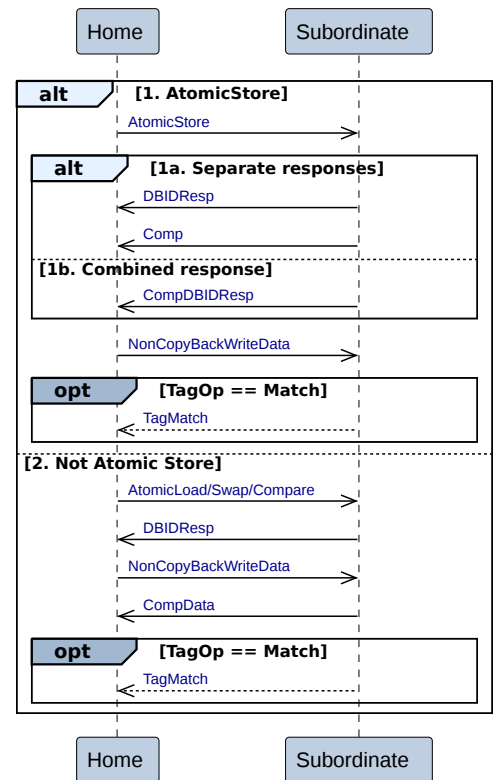 Home Subordinate
alt [1. AtomicStore]
AtomicStore
alt [1a. Separate responses]
DBIDResp
Comp
[1b. Combined response]
CompDBIDResp
NonCopyBackWriteData
opt [TagOp == Match]
TagMatch
[2. Not Atomic Store]
AtomicLoad/Swap/Compare
DBIDResp
NonCopyBackWriteData
CompData
opt [TagOp == Match]
TagMatch
Home Subordinate